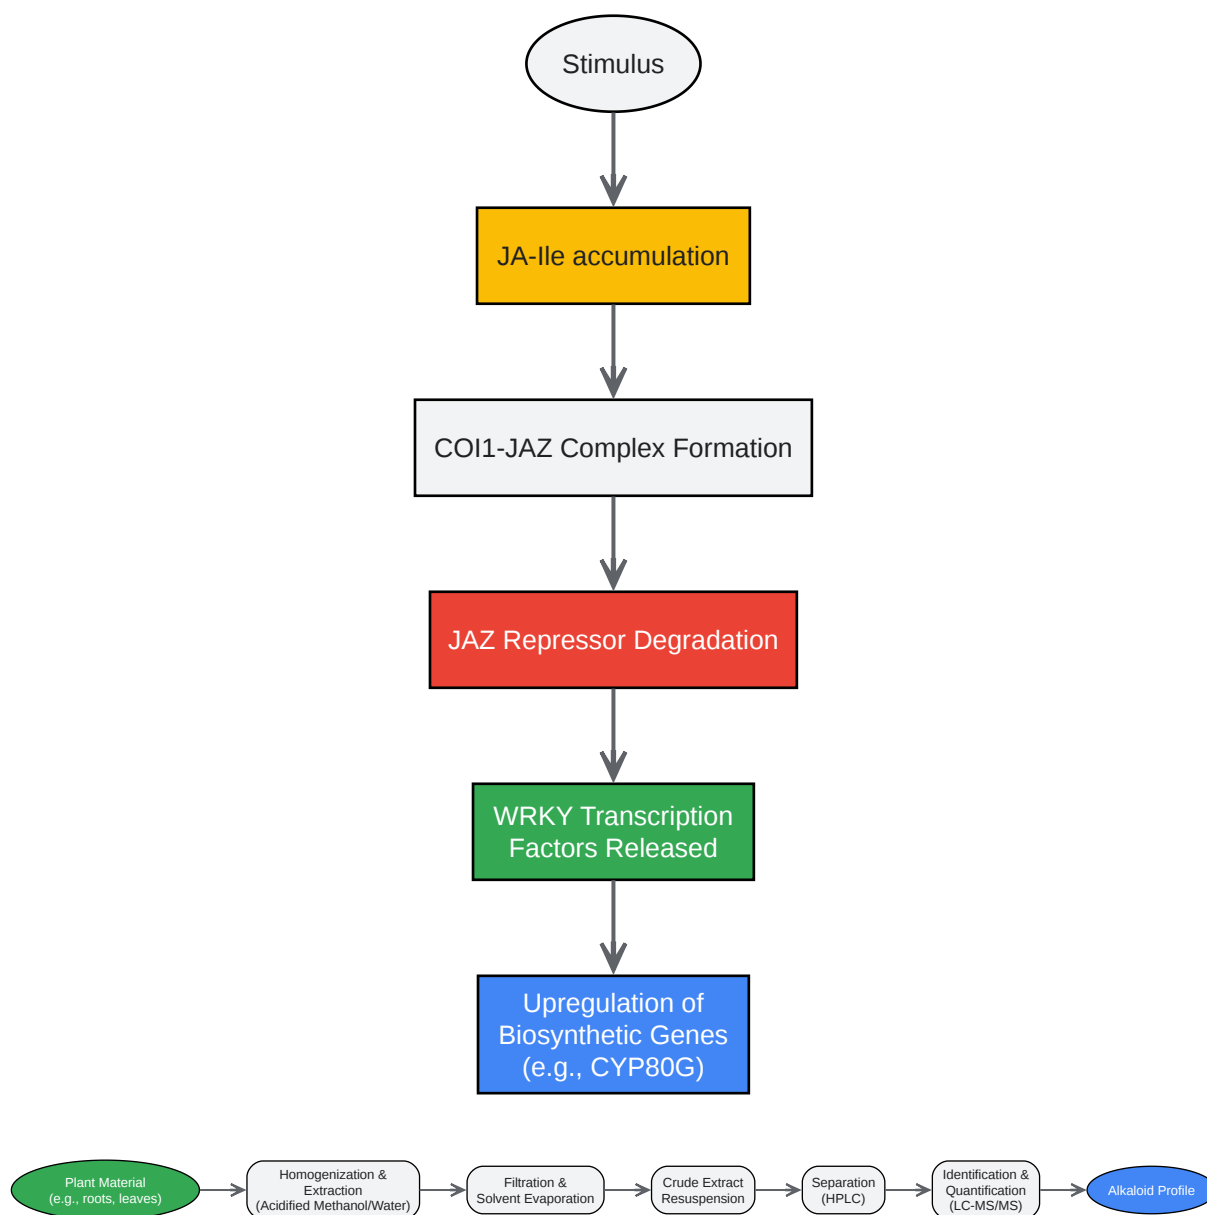 Stimulus
JA-Ile accumulation
COI1-JAZ Complex Formation
JAZ Repressor Degradation
WRKY Transcription
Factors Released
Upregulation of
Biosynthetic Genes
(e.g., CYP80G)
Plant Material
(e.g., roots, leaves)
Homogenization &
Extraction
(Acidified Methanol/Water)
Filtration &
Solvent Evaporation
Crude Extract
Resuspension
Separation
(HPLC)
Identification &
Quantification
(LC-MS/MS)
Alkaloid Profile